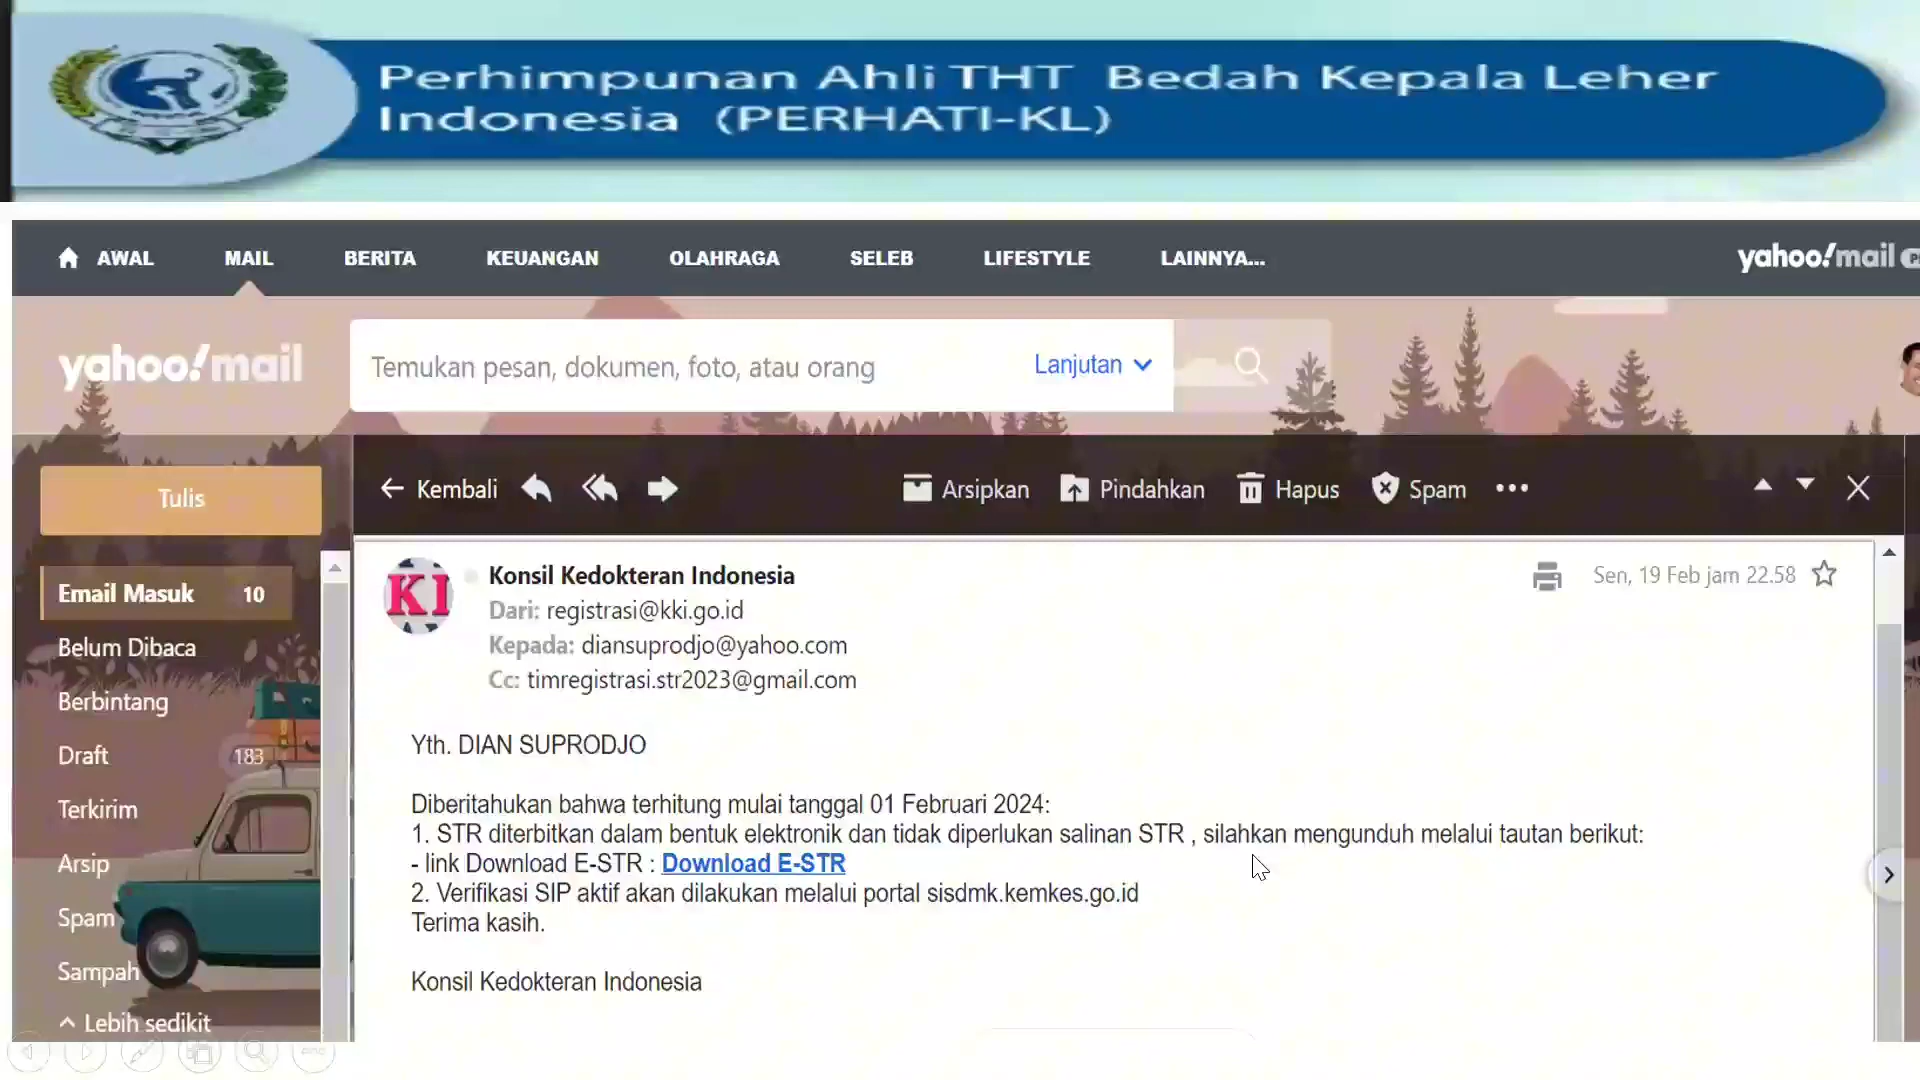 Perhimpunan Ahli THT Bedah Kepala Leher
Indonesia (PERHATI-KL)
AWAL MAIL BERITA KEUANGAN OLAHRAGA SELEB LIFESTYLE LAINNYA... yahoo!mail
yahoo!mail Temukan pesan, dokumen, foto, atau orang Lanjutan
Tulis
Kembali Arsipkan Pindahkan Hapus Spam
Email Masuk 10
Belum Dibaca
Berbintang
Draft 183
Terkirim
Arsip
Spam
Sampah
Lebih sedikit
KI
Konsil Kedokteran Indonesia Sen, 19 Feb jam 22.58
Dari: registrasi@kki.go.id
Kepada: diansuprodjo@yahoo.com
Cc: timregistrasi.str2023@gmail.com
Yth. DIAN SUPRODJO
Diberitahukan bahwa terhitung mulai tanggal 01 Februari 2024:
1. STR diterbitkan dalam bentuk elektronik dan tidak diperlukan salinan STR , silahkan mengunduh melalui tautan berikut:
- link Download E-STR : Download E-STR
2. Verifikasi SIP aktif akan dilakukan melalui portal sisdmk.kemkes.go.id
Terima kasih.
Konsil Kedokteran Indonesia